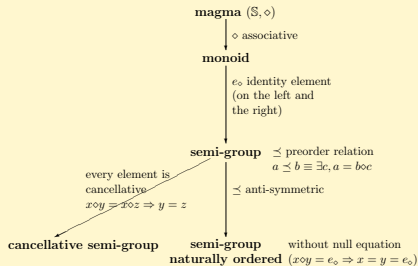 magma (𝕊, ⋄)
⋄ associative
monoid
e⋄ identity element
(on the left and
the right)
semi-group
⪯ preorder relation
a ⪯ b ≡ ∃c, a = b⋄c
every element is
cancellative
x⋄y = x⋄z ⇒ y = z
⪯ anti-symmetric
cancellative semi-group
semi-group
naturally ordered
without null equation
(x⋄y = e⋄ ⇒ x = y = e⋄)